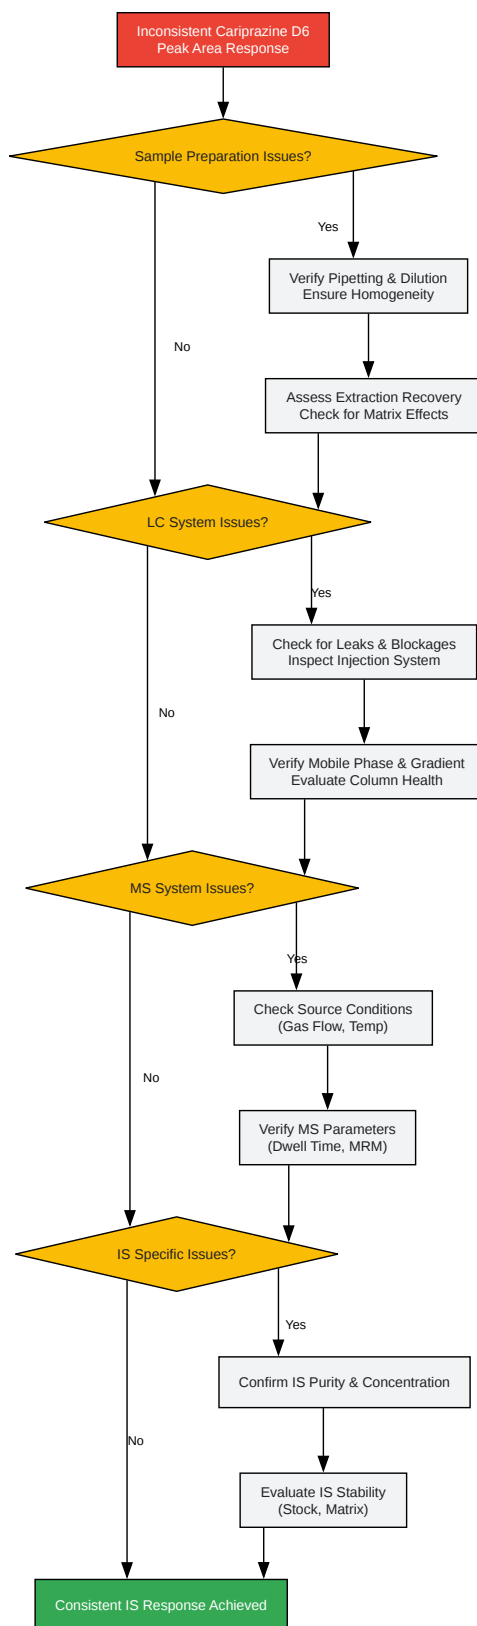 Inconsistent Cariprazine D6
Peak Area Response
Sample Preparation Issues?
Yes
Verify Pipetting & Dilution
Ensure Homogeneity
No
Assess Extraction Recovery
Check for Matrix Effects
LC System Issues?
Yes
Check for Leaks & Blockages
Inspect Injection System
No
Verify Mobile Phase & Gradient
Evaluate Column Health
MS System Issues?
Yes
Check Source Conditions
(Gas Flow, Temp)
No
Verify MS Parameters
(Dwell Time, MRM)
IS Specific Issues?
Yes
Confirm IS Purity & Concentration
No
Evaluate IS Stability
(Stock, Matrix)
Consistent IS Response Achieved